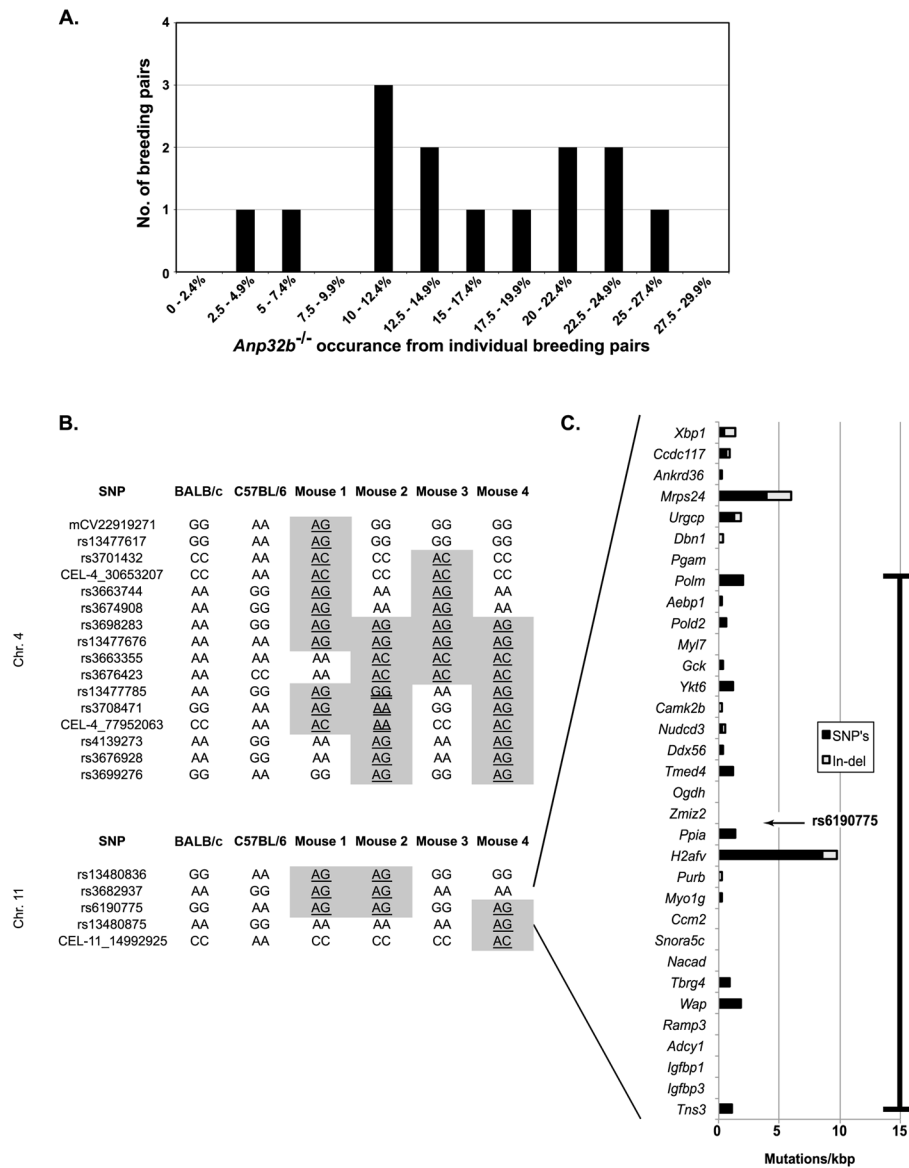 A.
No. of breeding pairs
4
3
2
1
0
0 - 2.4%
2.5 - 4.9%
5 - 7.4%
7.5 - 9.9%
10 - 12.4%
12.5 - 14.9%
15 - 17.4%
17.5 - 19.9%
20 - 22.4%
22.5 - 24.9%
25 - 27.4%
27.5 - 29.9%
Anp32b-/- occurance from individual breeding pairs
B.
SNP BALB/c C57BL/6 Mouse 1 Mouse 2 Mouse 3 Mouse 4
Chr. 4
mCV22919271 GG AA AG GG GG GG
rs13477617 GG AA AG GG GG GG
rs3701432 CC AA AC CC AC CC
CEL-4_30653207 CC AA AC CC AC CC
rs3663744 AA GG AG AA AG AA
rs3674908 AA GG AG AA AG AA
rs3698283 AA GG AG AG AG AG
rs13477676 AA GG AG AG AG AG
rs3663355 AA CC AA AC AC AC
rs3676423 AA CC AA AC AC AC
rs13477785 AA GG AG GG AA AG
rs3708471 GG AA AG AA GG AG
CEL-4_77952063 CC AA AC AA CC AC
rs4139273 AA GG AA AG AA AG
rs3676928 AA GG AA AG AA AG
rs3699276 GG AA GG AG GG AG
SNP BALB/c C57BL/6 Mouse 1 Mouse 2 Mouse 3 Mouse 4
Chr. 11
rs13480836 GG AA AG AG GG GG
rs3682937 AA GG AG AG AA AA
rs6190775 GG AA AG AG GG AG
rs13480875 AA GG AA AA AA AG
CEL-11_14992925 CC AA CC CC CC AC
C.
Xbp1
Ccdc117
Ankrd36
Mrps24
Urgcp
Dbn1
Pgam
Polm
Aebp1
Pold2
Myl7
Gck
Ykt6
Camk2b
Nudcd3
Ddx56
Tmed4
Ogdh
Zmiz2
Ppia
H2afv
Purb
Myo1g
Ccm2
Snora5c
Nacad
Tbrg4
Wap
Ramp3
Adcy1
Igfbp1
Igfbp3
Tns3
SNP's
In-del
rs6190775
0 5 10 15
Mutations/kbp